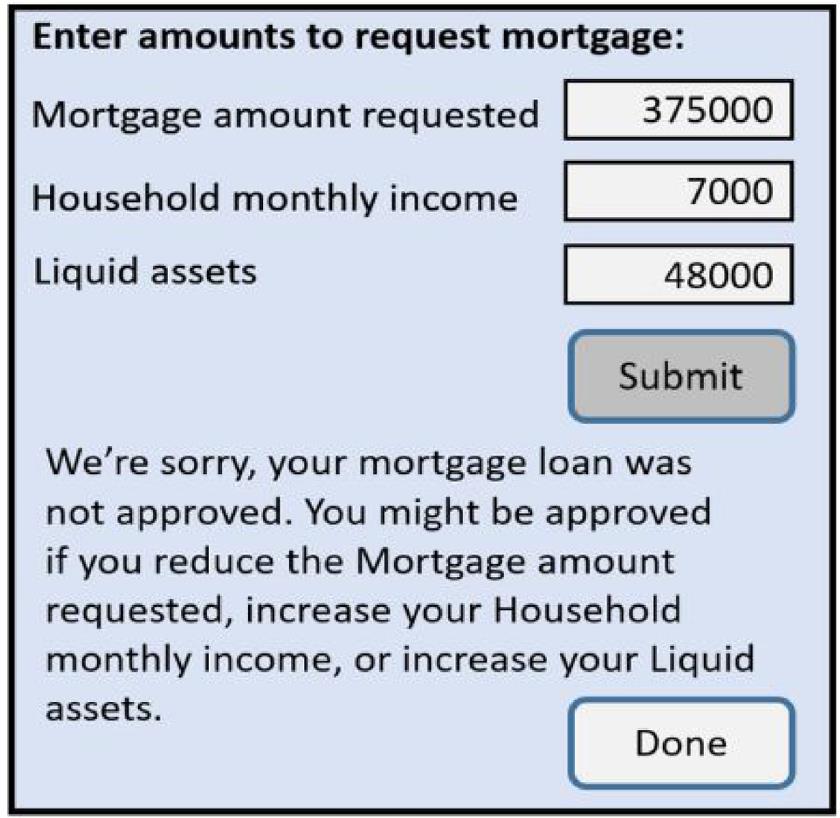 Enter amounts to request mortgage:
Mortgage amount requested 375000
Household monthly income 7000
Liquid assets 48000
Submit
We're sorry, your mortgage loan was
not approved. You might be approved
if you reduce the Mortgage amount
requested, increase your Household
monthly income, or increase your Liquid
assets.
Done